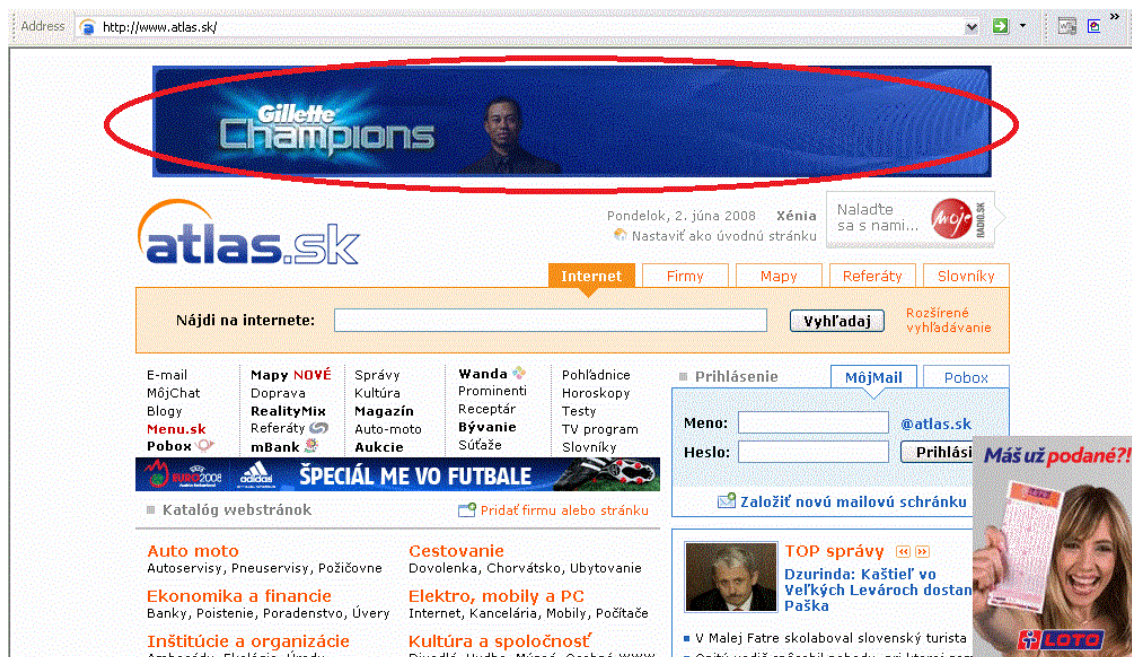 Address http://www.atlas.sk/
Gillette
Champions
atlas.sk
Pondelok, 2. júna 2008 Xénia
Nastaviť ako úvodnú stránku
Nalaďte
sa s nami...
moje
RADIO.SK
Internet Firmy Mapy Referáty Slovníky
Nájdi na internete: Vyhľadaj
Rozšírené
vyhľadávanie
E-mail Mapy NOVÉ Správy Wanda Pohľadnice
MôjChat Doprava Kultúra Prominenti Horoskopy
Blogy RealityMix Magazín Receptár Testy
Menu.sk Referáty Auto-moto Bývanie TV program
Pobox mBank Aukcie Súťaže Slovníky
Prihlásenie MôjMail Pobox
Meno: @atlas.sk
Heslo: Prihlási
Založiť novú mailovú schránku
EURO2008 adidas ŠPECIÁL ME VO FUTBALE
Katalóg webstránok Pridať firmu alebo stránku
Auto moto
Autoservisy, Pneuservisy, Požičovne
Cestovanie
Dovolenka, Chorvátsko, Ubytovanie
Ekonomika a financie
Banky, Poistenie, Poradenstvo, Úvery
Elektro, mobily a PC
Internet, Kancelária, Mobily, Počítače
Inštitúcie a organizácie
Kultúra a spoločnosť
TOP správy
Dzurinda: Kaštieľ vo
Veľkých Levároch dostan
Paška
V Malej Fatre skolaboval slovenský turista
Máš už podané?!
LOTO